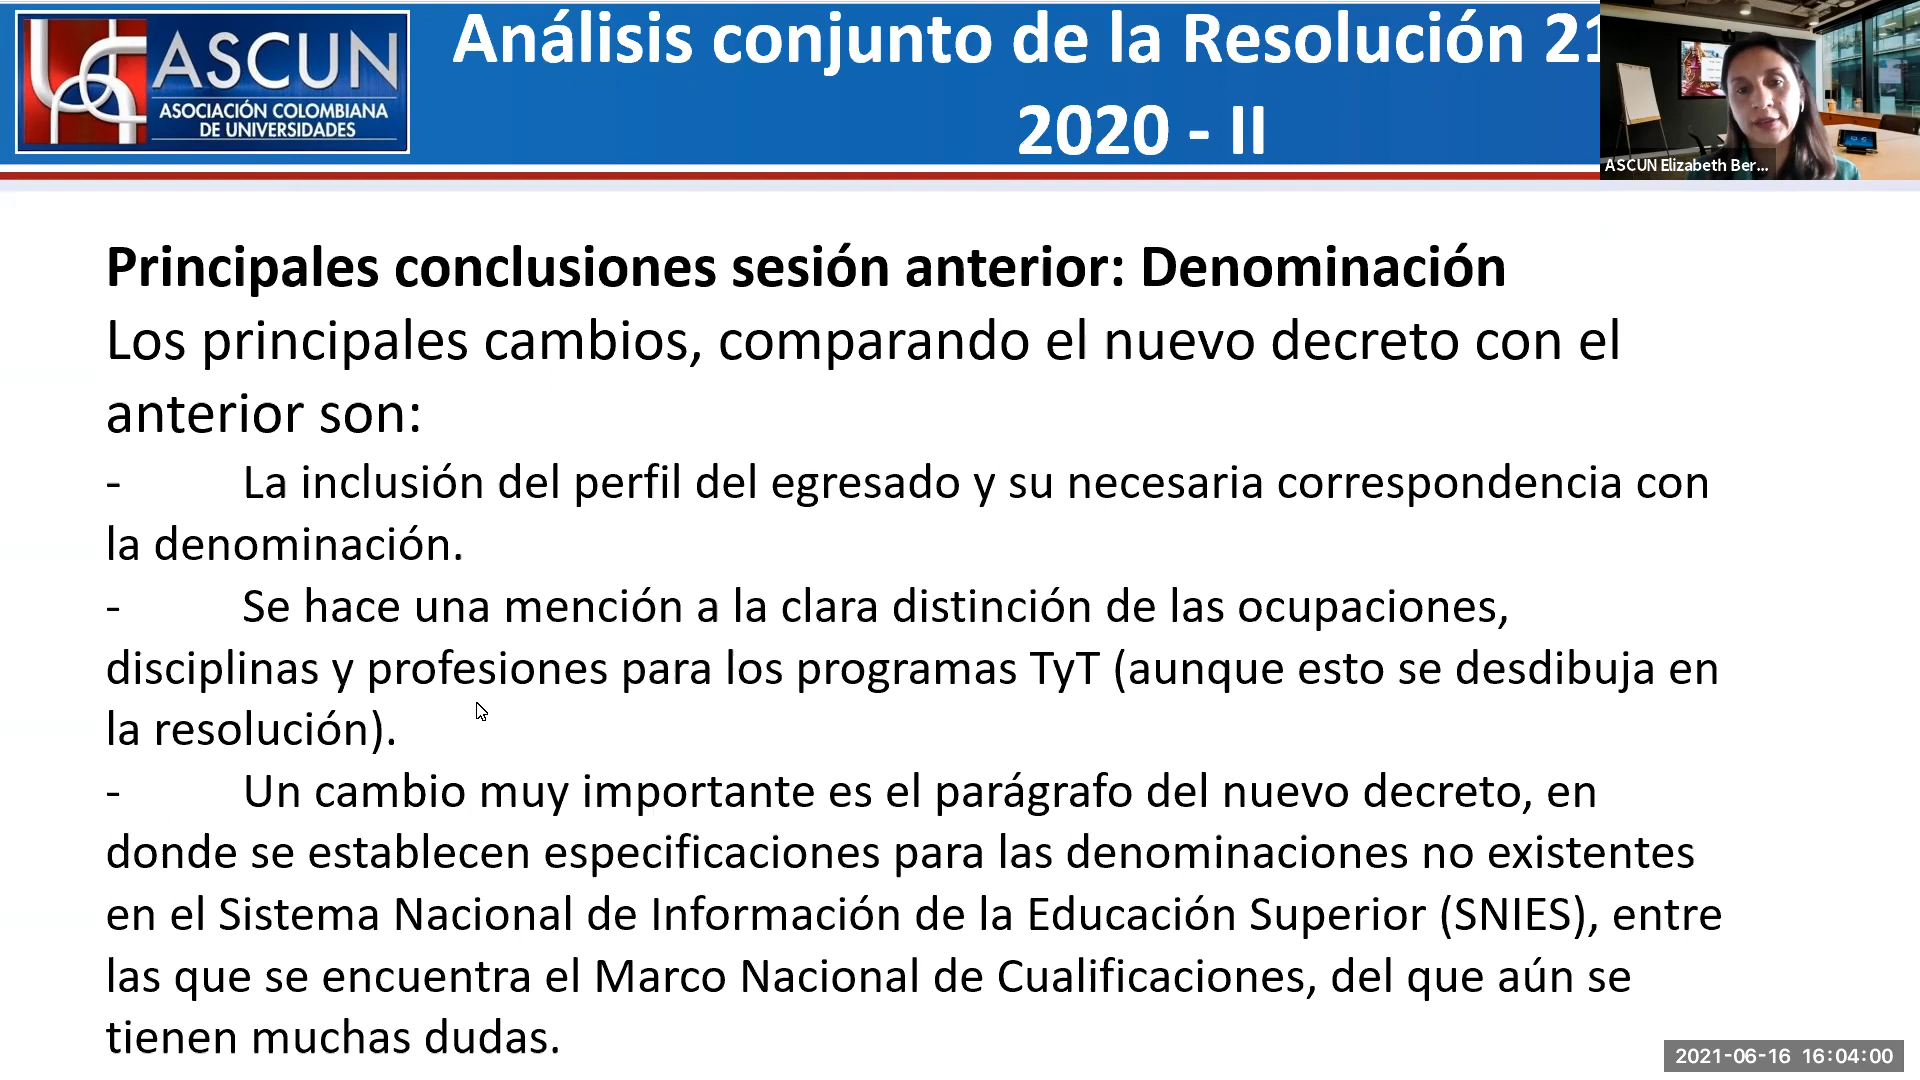 ASCUN
ASOCIACIÓN COLOMBIANA
DE UNIVERSIDADES
Análisis conjunto de la Resolución 21
2020 - II
ASCUN Elizabeth Ber...
Principales conclusiones sesión anterior: Denominación
Los principales cambios, comparando el nuevo decreto con el
anterior son:
- La inclusión del perfil del egresado y su necesaria correspondencia con
la denominación.
- Se hace una mención a la clara distinción de las ocupaciones,
disciplinas y profesiones para los programas TyT (aunque esto se desdibuja en
la resolución).
- Un cambio muy importante es el parágrafo del nuevo decreto, en
donde se establecen especificaciones para las denominaciones no existentes
en el Sistema Nacional de Información de la Educación Superior (SNIES), entre
las que se encuentra el Marco Nacional de Cualificaciones, del que aún se
tienen muchas dudas.
2021-06-16 16:04:00